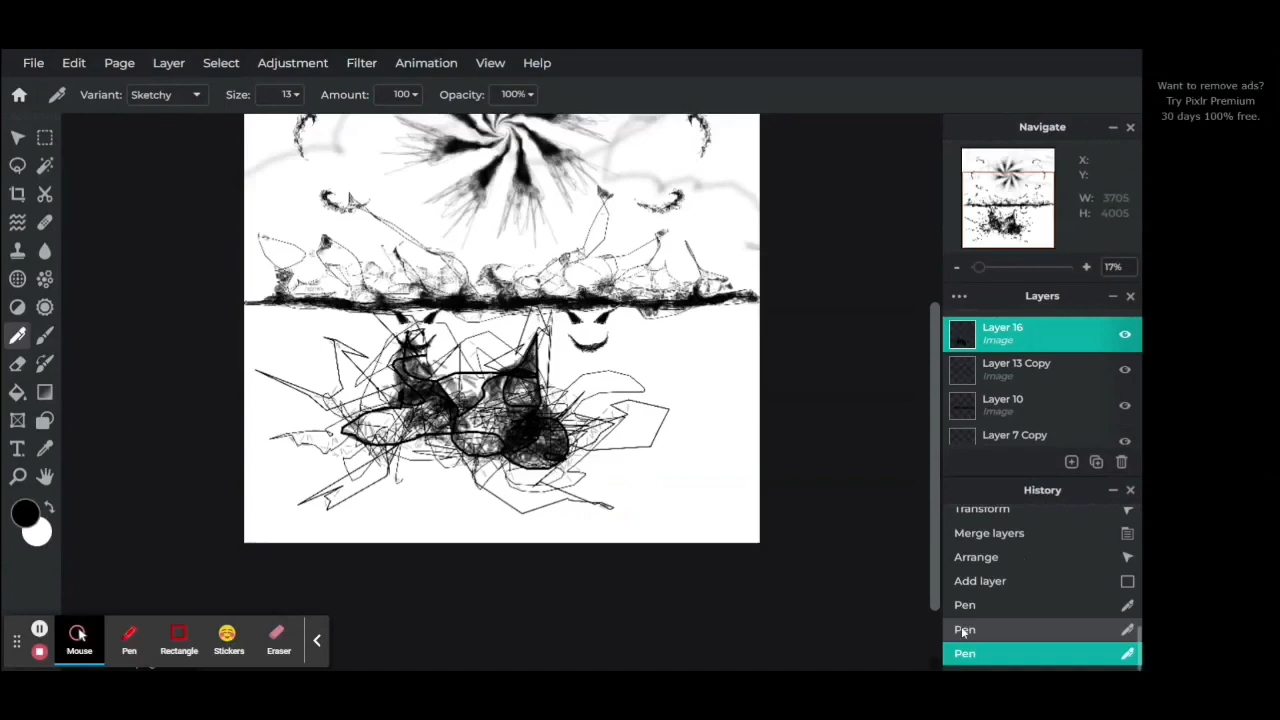 File Edit Page Layer Select Adjustment Filter Animation View Help
Variant: Sketchy Size: 13 Amount: 100 Opacity: 100%
Want to remove ads?
Try Pixlr Premium
30 days 100% free.
Navigate
X:
Y:
W: 3705
H: 4005
17%
Layers
Layer 16
Image
Layer 13 Copy
Image
Layer 10
Image
Layer 7 Copy
History
Transform
Merge layers
Arrange
Add layer
Pen
Pen
Pen
Mouse Pen Rectangle Stickers Eraser